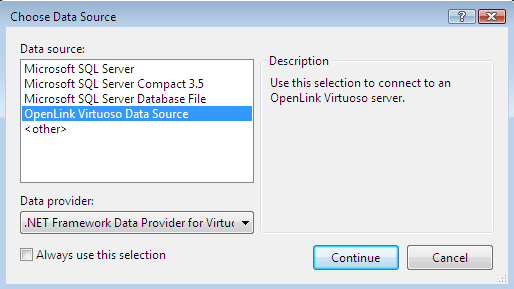 Choose Data Source
Data source:
Microsoft SQL Server
Microsoft SQL Server Compact 3.5
Microsoft SQL Server Database File
OpenLink Virtuoso Data Source
<other>
Description
Use this selection to connect to an
OpenLink Virtuoso server.
Data provider:
.NET Framework Data Provider for Virtuo
Always use this selection
Continue
Cancel